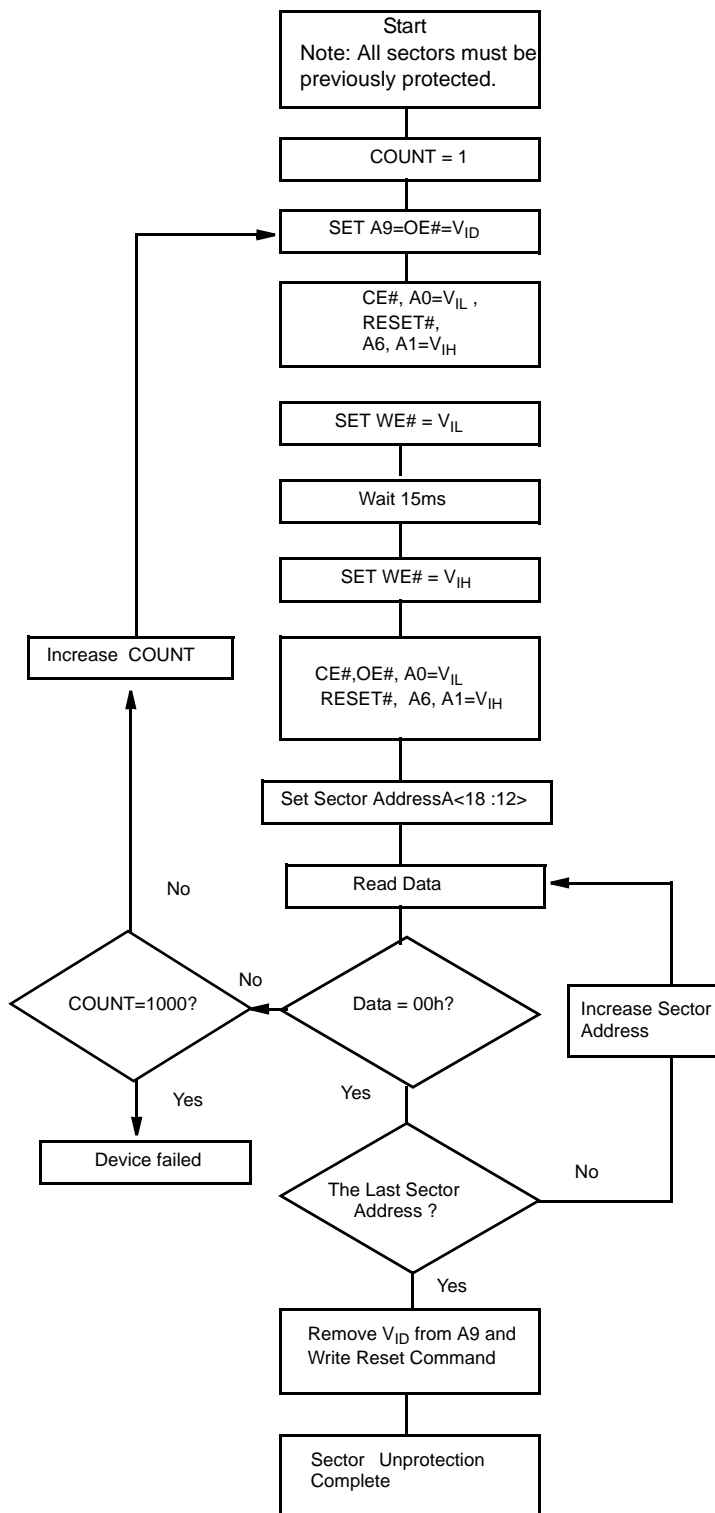 Start
Note: All sectors must be
previously protected.
COUNT = 1
SET A9=OE#=VID
CE#, A0=VIL ,
RESET#,
A6, A1=VIH
SET WE# = VIL
Wait 15ms
SET WE# = VIH
Increase COUNT
CE#,OE#, A0=VIL
RESET#, A6, A1=VIH
Set Sector AddressA<18 :12>
Read Data
No
No
COUNT=1000?
Data = 00h?
Increase Sector
Address
Yes
Yes
Device failed
The Last Sector
Address ?
No
Yes
Remove VID from A9 and
Write Reset Command
Sector Unprotection
Complete